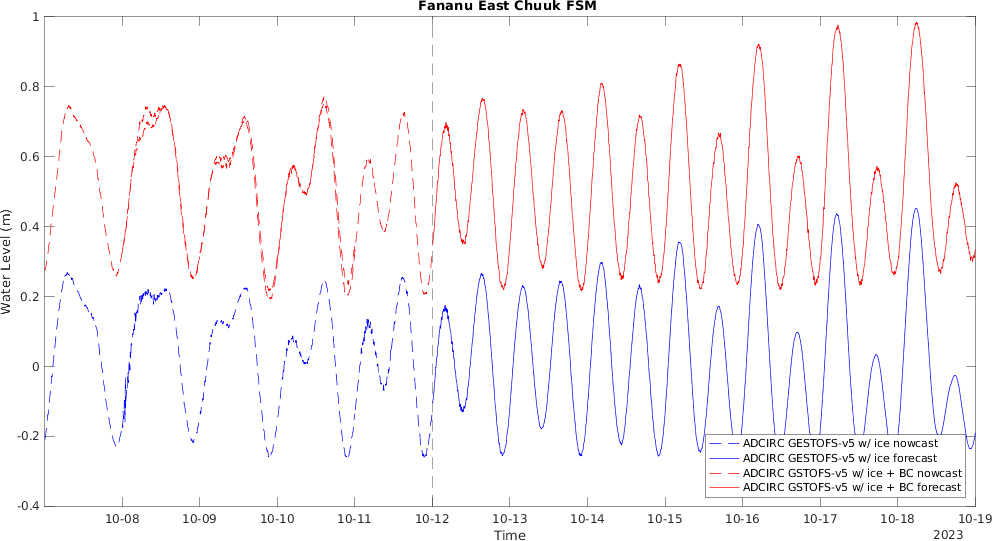 Fananu East Chuuk FSM
1
0.8
0.6
0.4
0.2
0
-0.2
-0.4
Water Level (m)
ADCIRC GESTOFS-v5 w/ ice nowcast
ADCIRC GESTOFS-v5 w/ ice forecast
ADCIRC GSTOFS-v5 w/ ice + BC nowcast
ADCIRC GSTOFS-v5 w/ ice + BC forecast
10-08 10-09 10-10 10-11 10-12 10-13 10-14 10-15 10-16 10-17 10-18 10-19
Time
2023